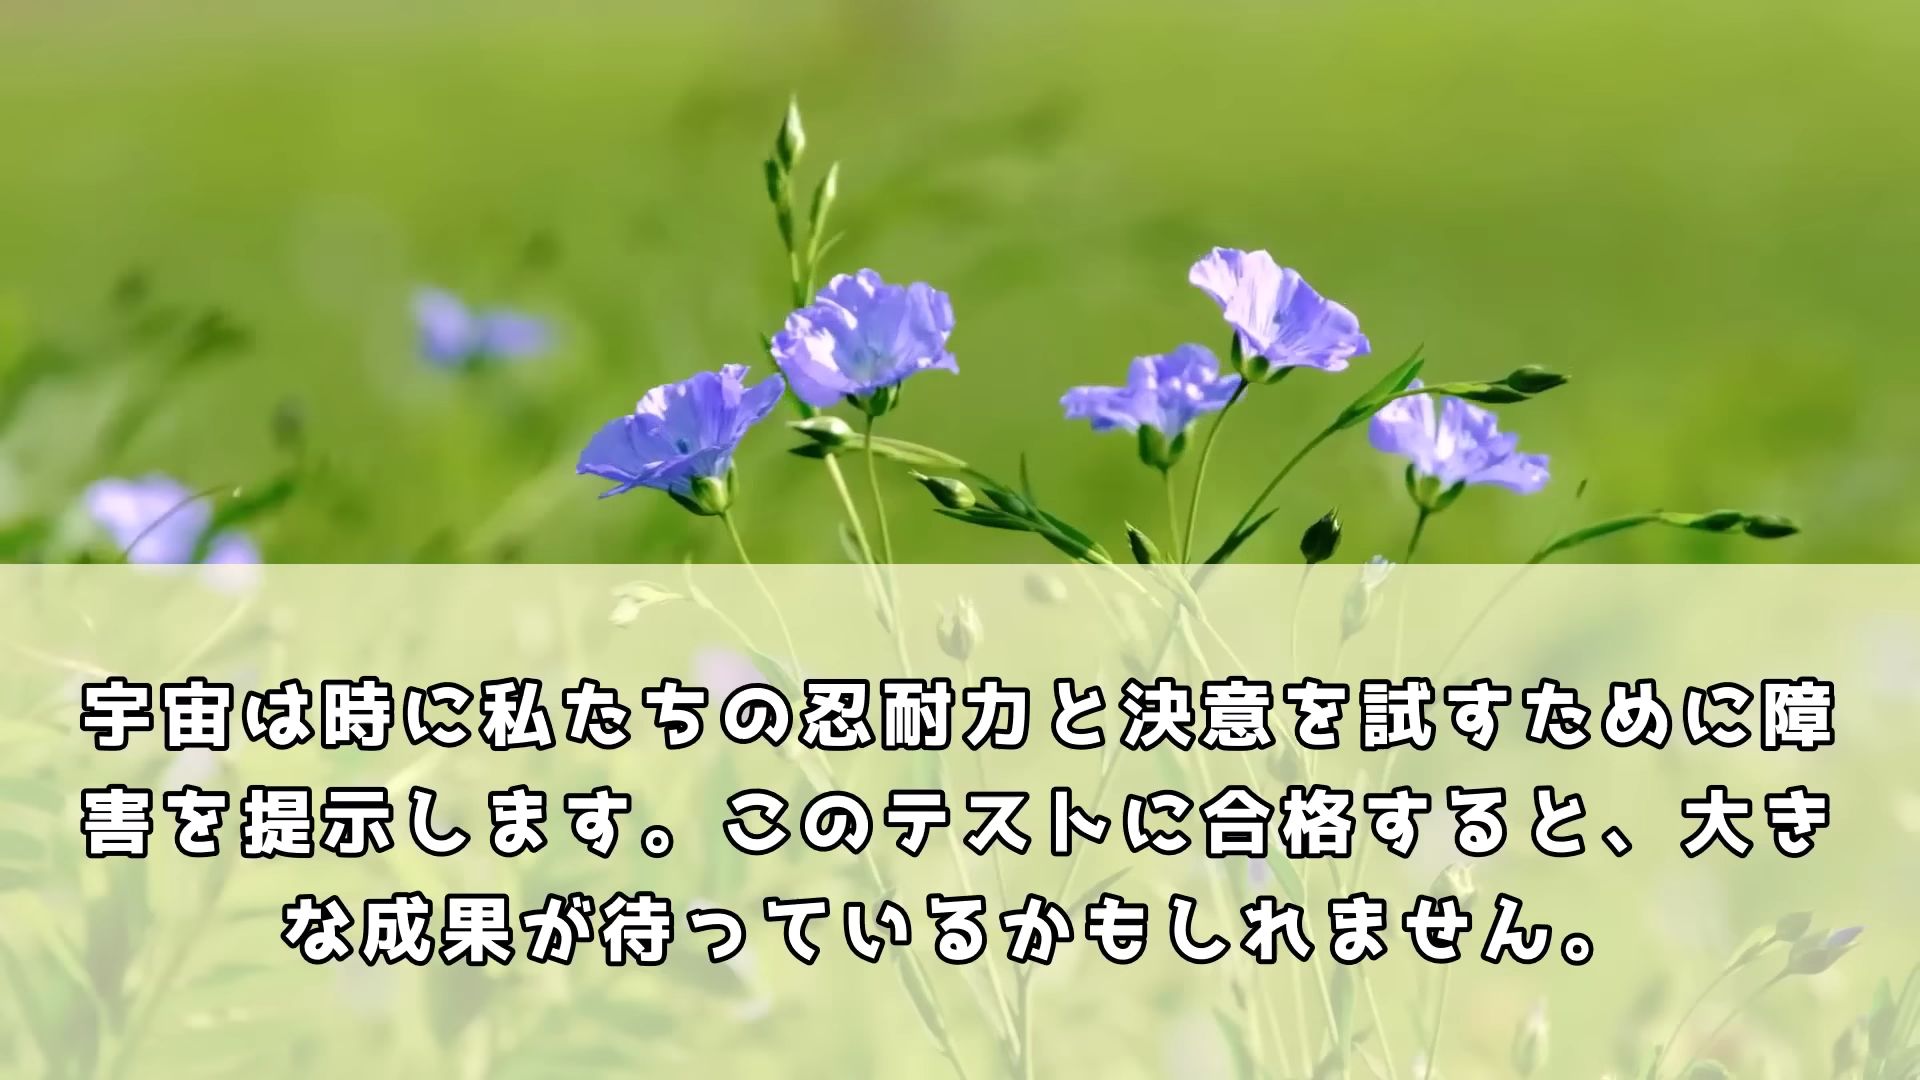 宇宙は時に私たちの忍耐力と決意を試すために障
害を提示します。このテストに合格すると、大き
な成果が待っているかもしれません。